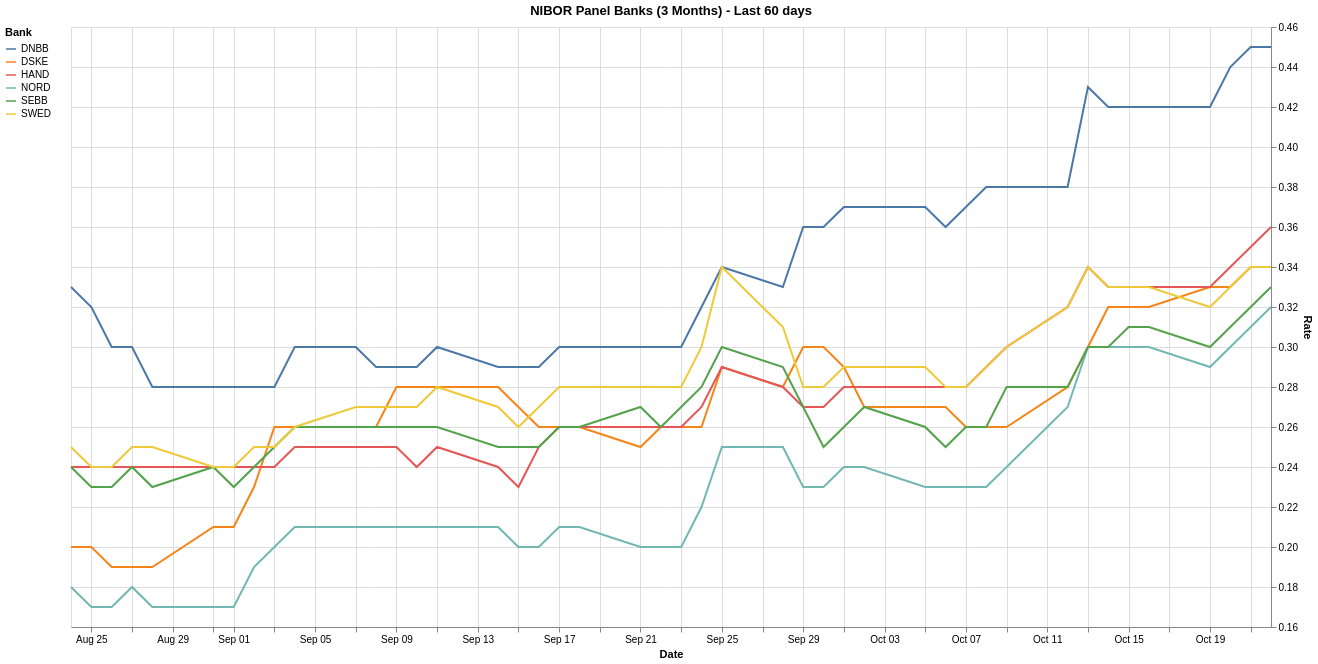 NIBOR Panel Banks (3 Months) - Last 60 days
Bank
DNBB
DSKE
HAND
NORD
SEBB
SWED
0.46
0.44
0.42
0.40
0.38
0.36
0.34
0.32
0.30
0.28
0.26
0.24
0.22
0.20
0.18
0.16
Rate
Aug 25 Aug 29 Sep 01 Sep 05 Sep 09 Sep 13 Sep 17 Sep 21 Sep 25 Sep 29 Oct 03 Oct 07 Oct 11 Oct 15 Oct 19
Date